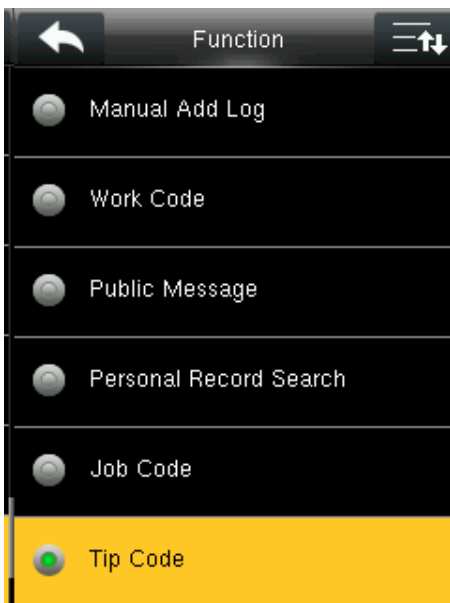 Function
Manual Add Log
Work Code
Public Message
Personal Record Search
Job Code
Tip Code